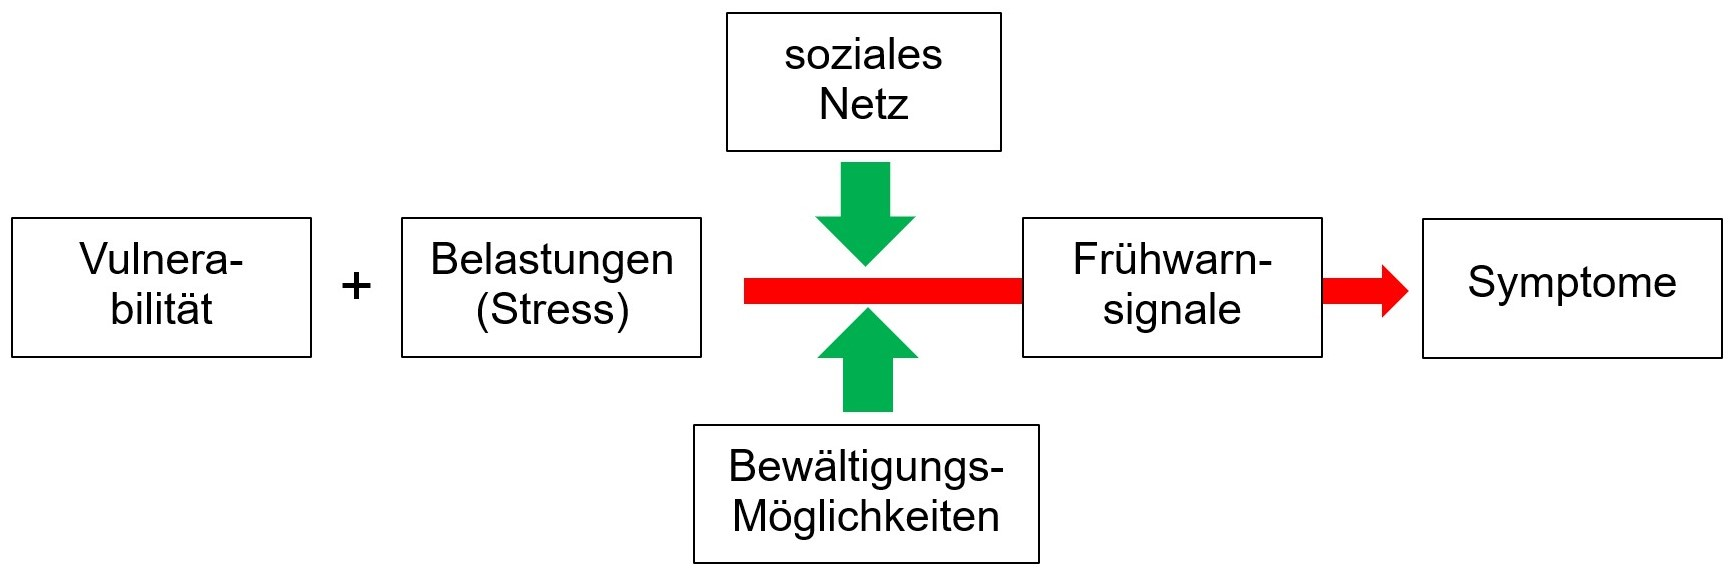 soziales
Netz
Vulnera-
bilität
+
Belastungen
(Stress)
Frühwarn-
signale
Symptome
Bewältigungs-
Möglichkeiten